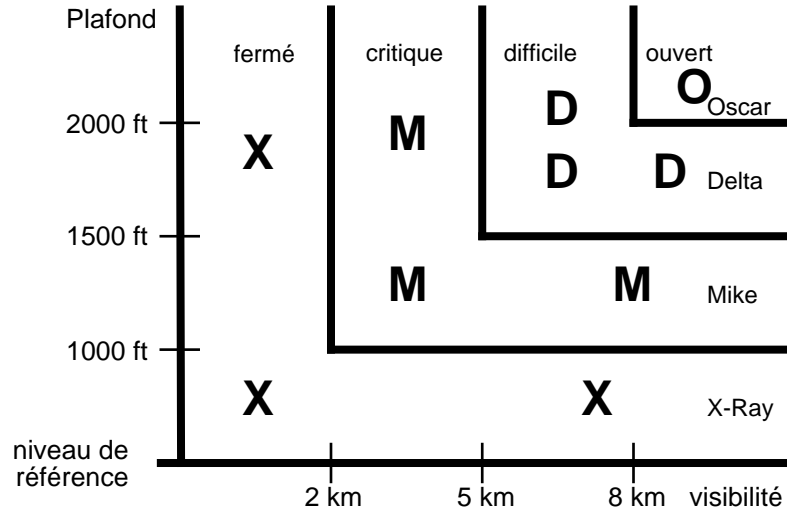 Plafond
fermé critique difficile ouvert
O Oscar
D
2000 ft
M
X
D D Delta
1500 ft
M M Mike
1000 ft
X X X-Ray
niveau de
référence
2 km 5 km 8 km visibilité